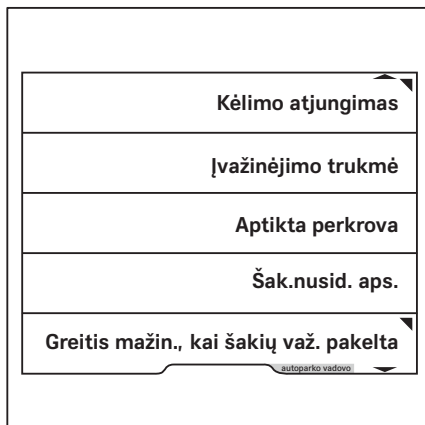 Kėlimo atjungimas
Įvažinėjimo trukmė
Aptikta perkrova
Šak.nusid. aps.
Greitis mažin., kai šakių važ. pakelta
autoparko vadovo